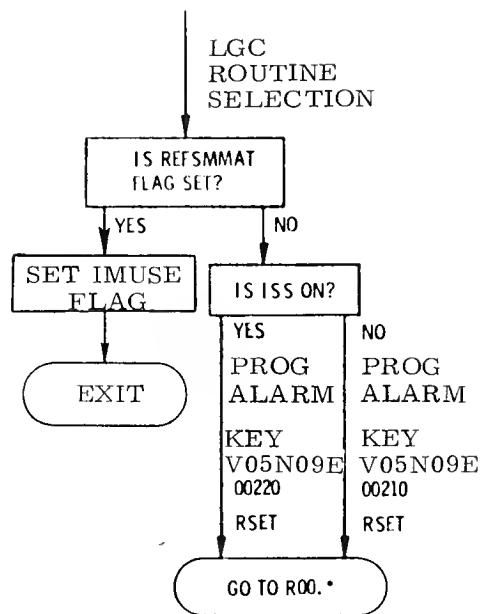 LGC
ROUTINE
SELECTION
IS REFSMMAT
FLAG SET?
YES
NO
SET IMUSE
FLAG
IS ISS ON?
EXIT
YES
NO
PROG
ALARM
PROG
ALARM
KEY
V05N09E
00220
KEY
V05N09E
00210
RSET
RSET
GO TO R00.*